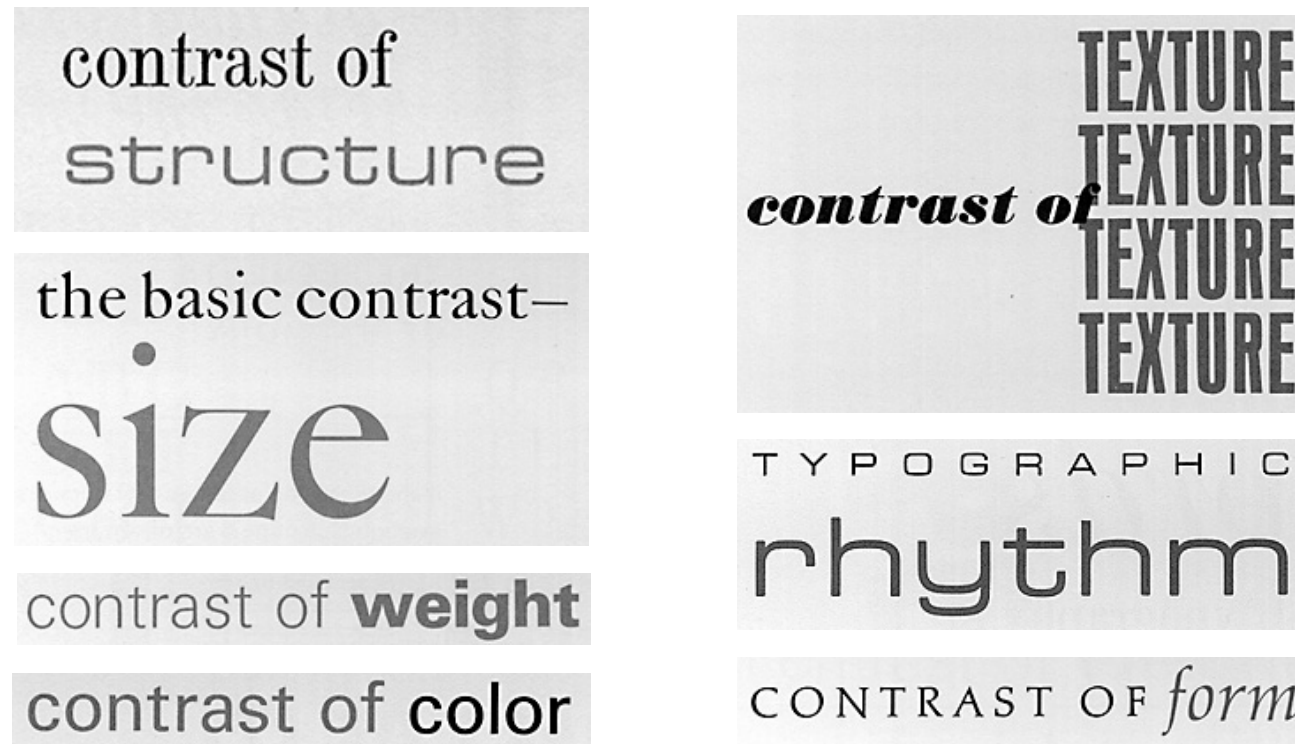 contrast of
structure
the basic contrast—
size
contrast of weight
contrast of color
TEXTURE
TEXTURE
contrast of
TEXTURE
TEXTURE
TYPOGRAPHIC
rhythm
CONTRAST OF form